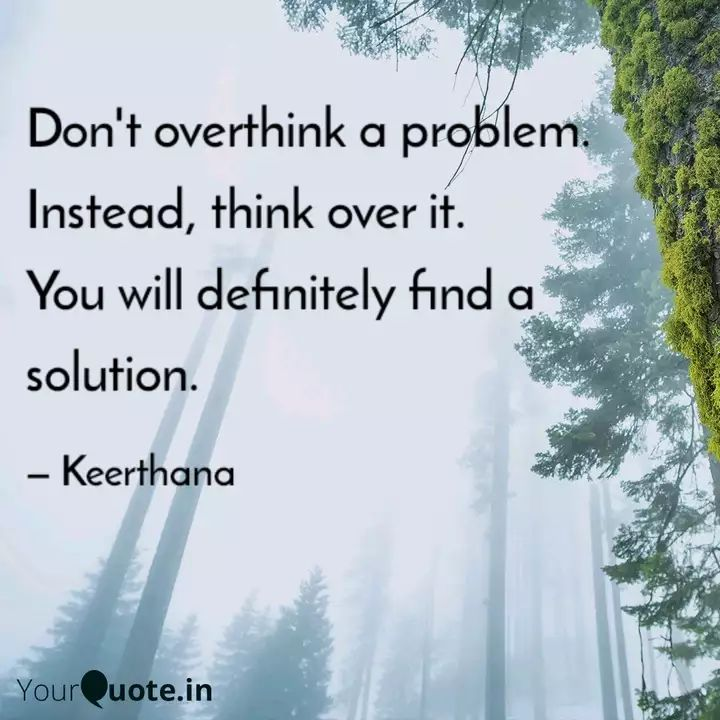 Don't overthink a problem.
Instead, think over it.
You will definitely find a
solution.
– Keerthana
YourQuote.in